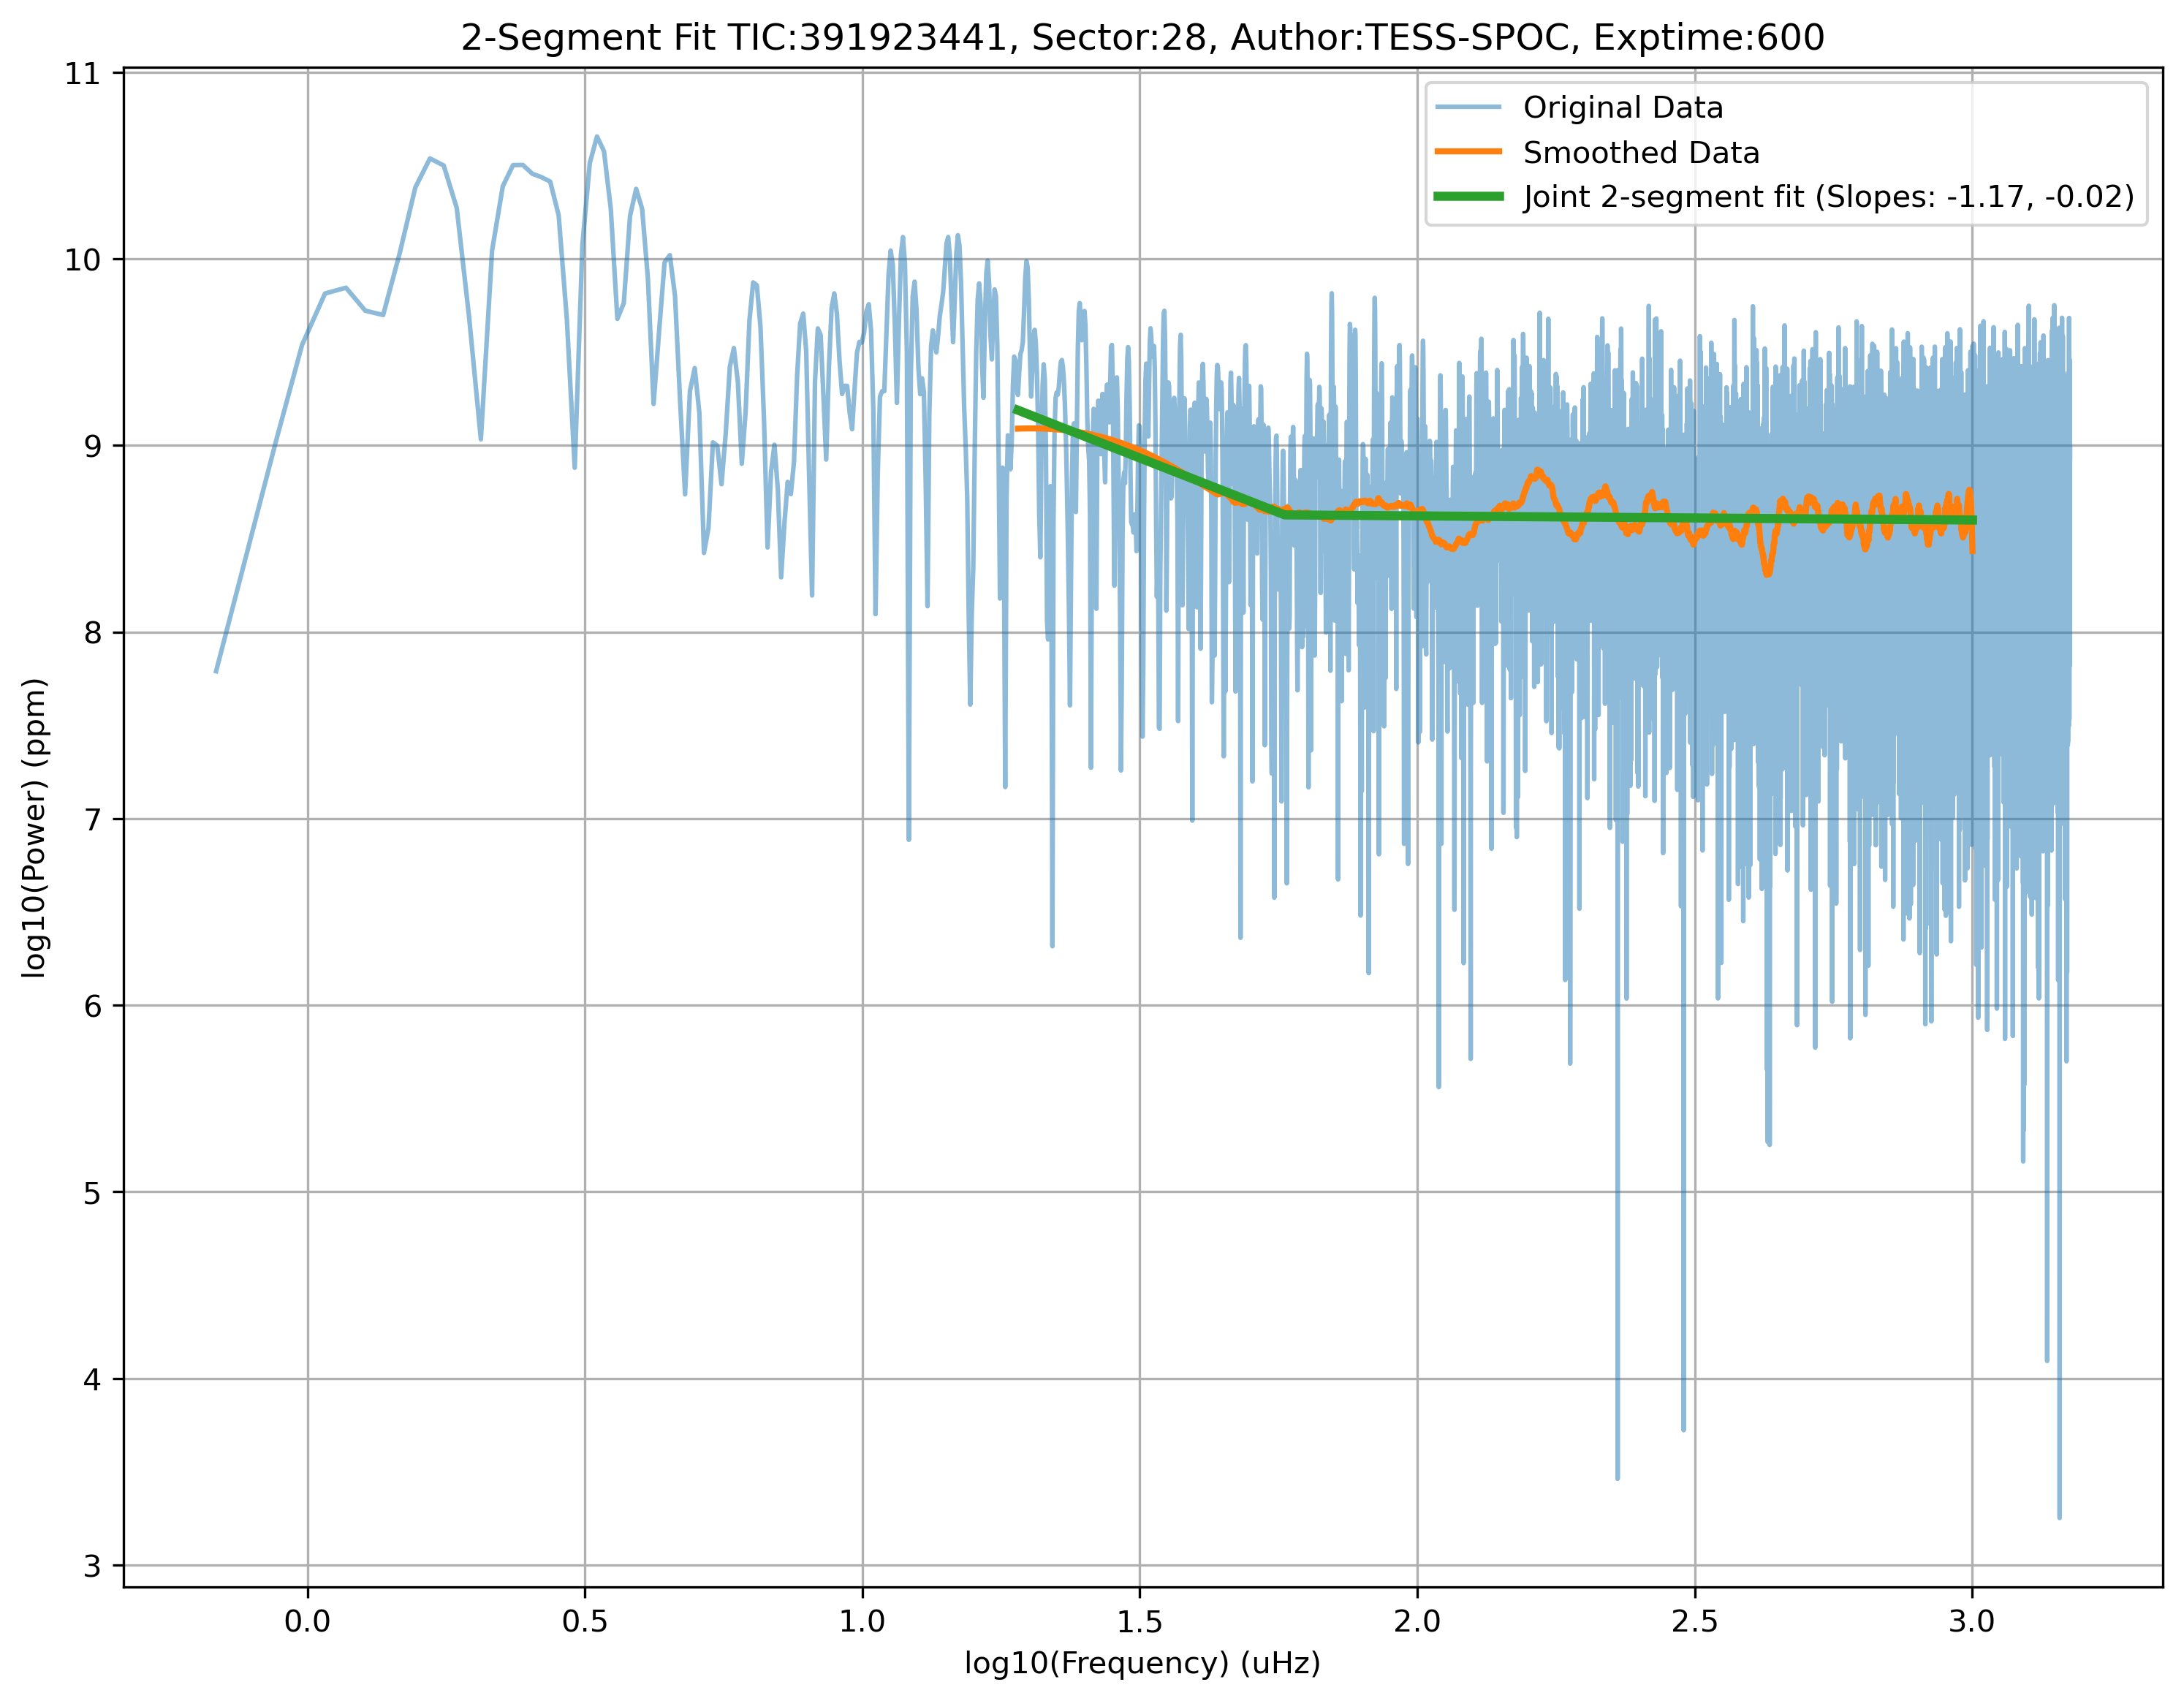 2-Segment Fit TIC:391923441, Sector:28, Author:TESS-SPOC, Exptime:600
Original Data
Smoothed Data
Joint 2-segment fit (Slopes: -1.17, -0.02)
log10(Power) (ppm)
11
10
9
8
7
6
5
4
3
0.0 0.5 1.0 1.5 2.0 2.5 3.0
log10(Frequency) (uHz)